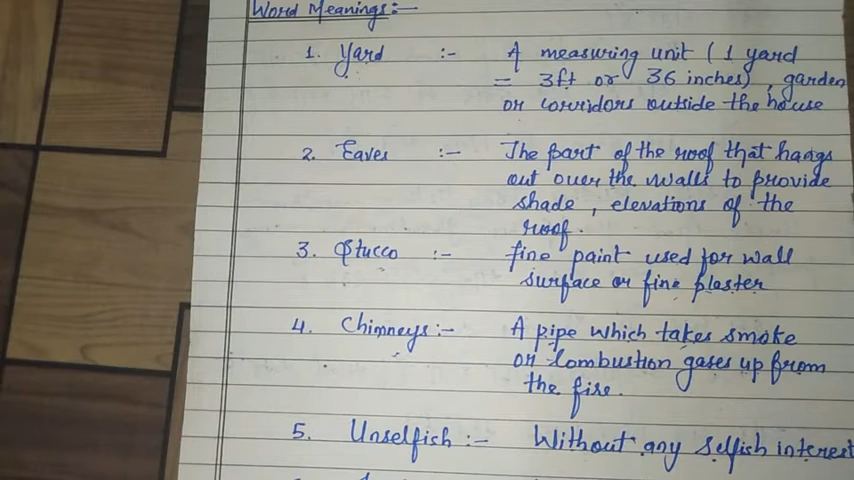 Word Meanings:—
1. Yard :- A measuring unit (1 yard
= 3ft or 36 inches), garden
or corridors outside the house
2. Eaves :- The part of the roof that hangs
out over the walls to provide
shade, elevations of the
roof.
3. Stucco :- fine paint used for wall
surface or fine plaster
4. Chimneys :- A pipe which takes smoke
or Combustion gases up from
the fire.
5. Unselfish :- Without any selfish interest